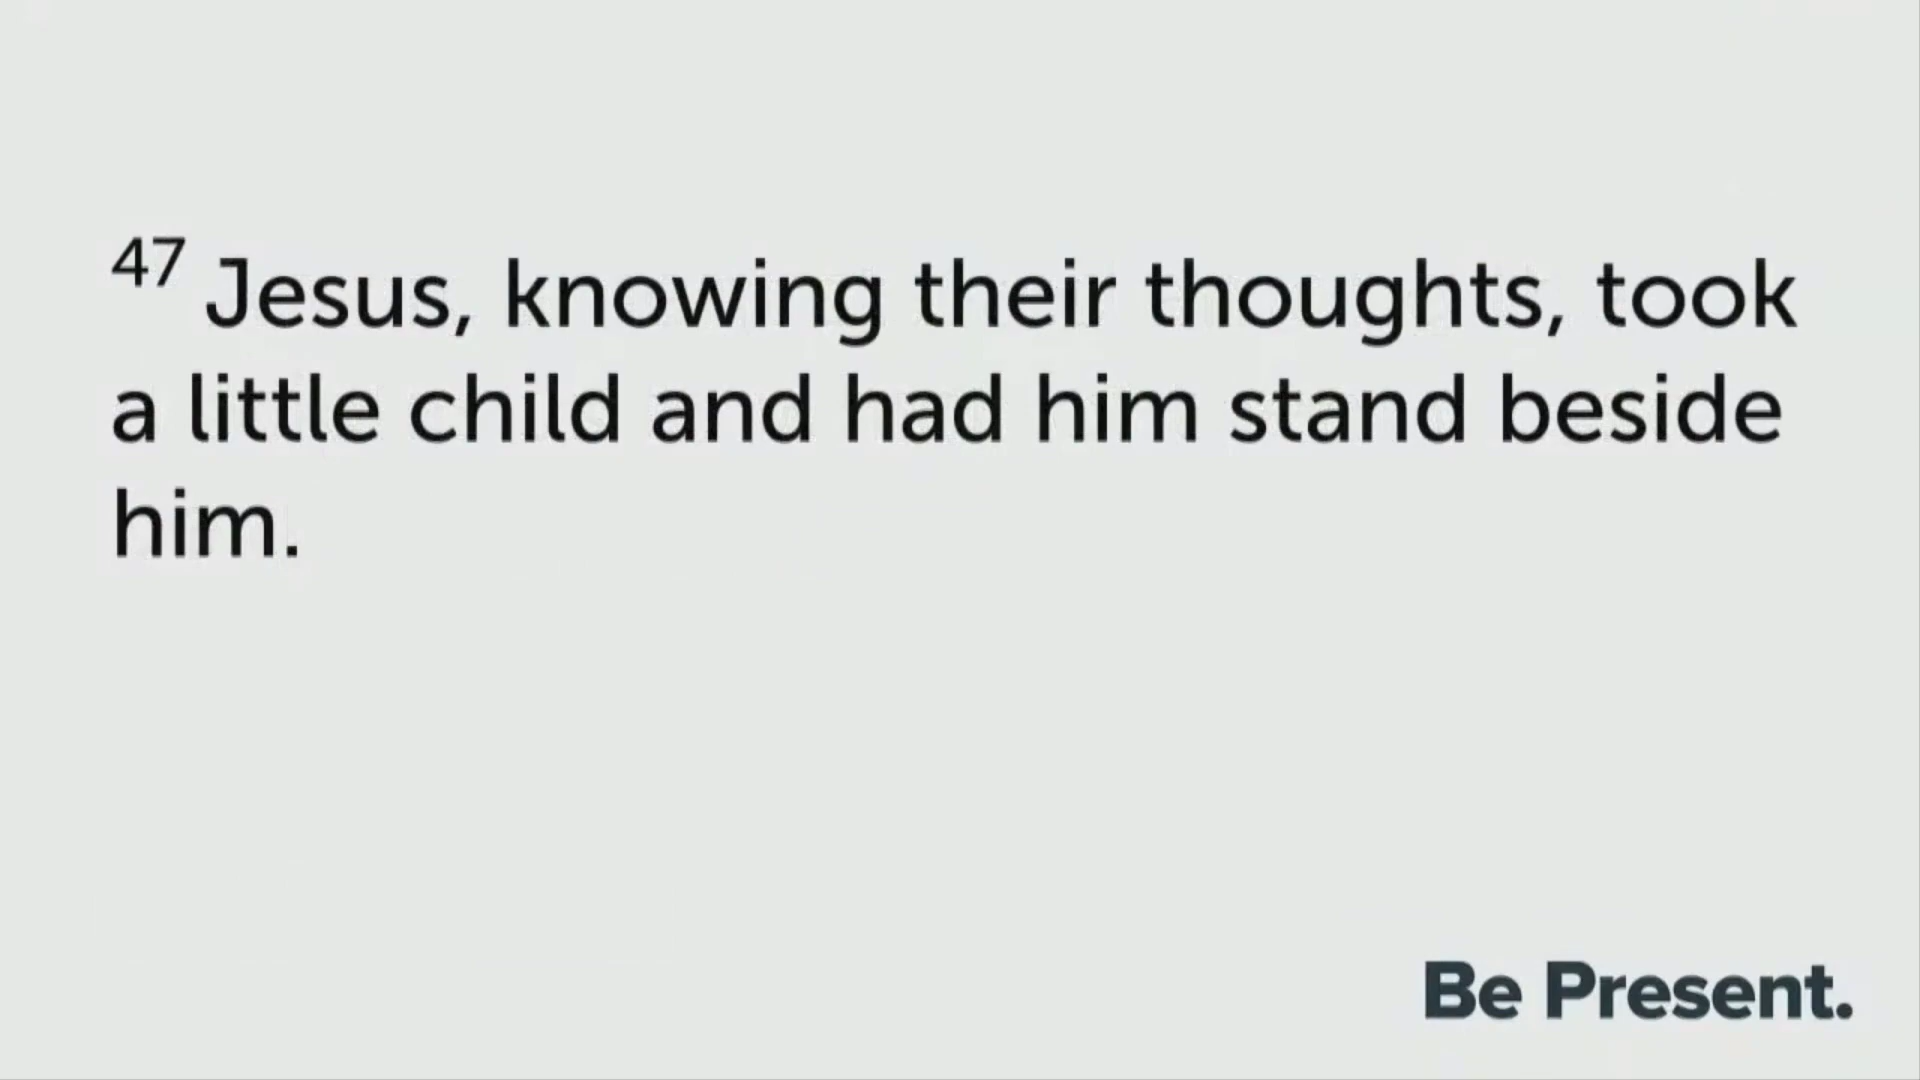 47 Jesus, knowing their thoughts, took
a little child and had him stand beside
him.
Be Present.